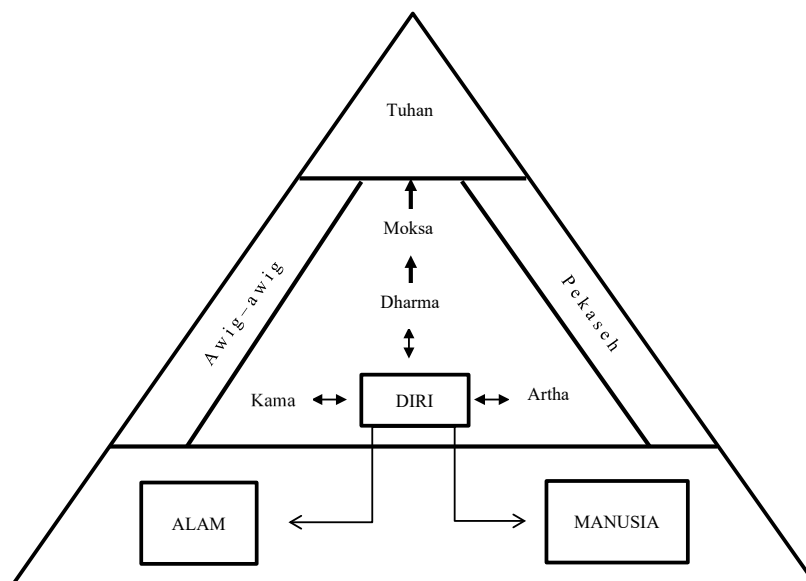 Tuhan
Moksa
Awig–awig
Pekaseh
Dharma
Kama
DIRI
Artha
ALAM
MANUSIA